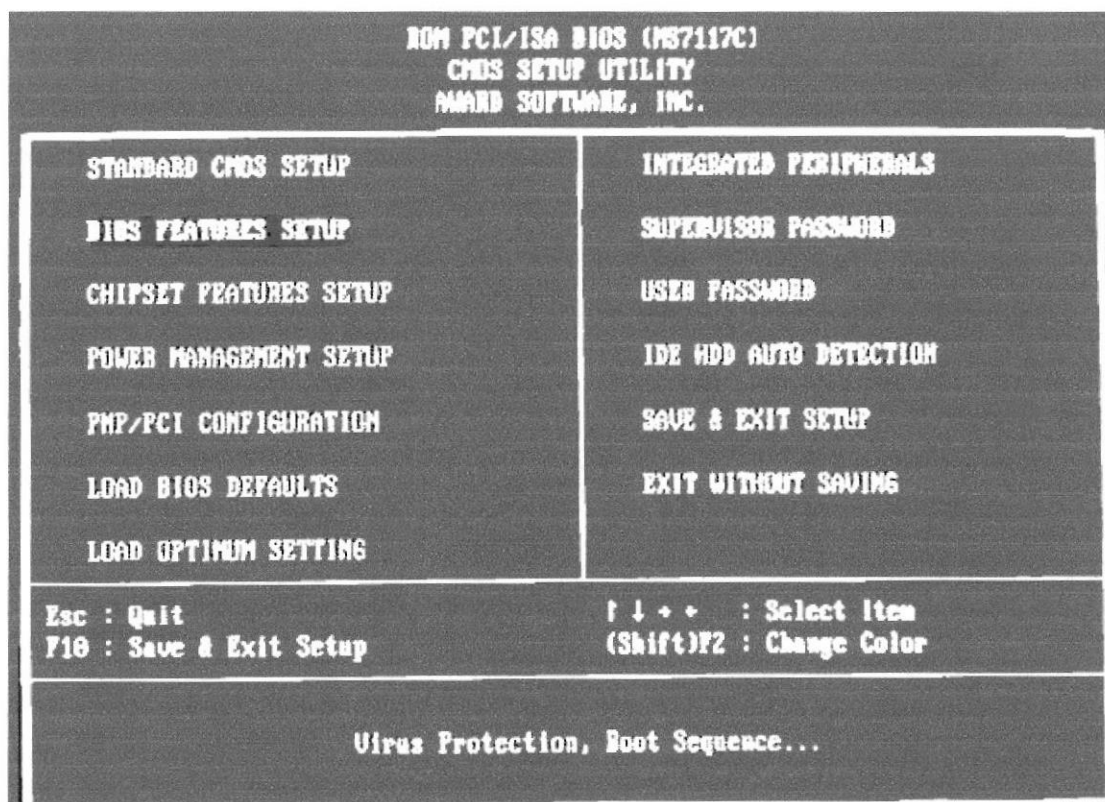 ROM PCI/ISA BIOS (MS7117C)
CMOS SETUP UTILITY
AWARD SOFTWARE, INC.
STANDARD CMOS SETUP
BIOS FEATURES SETUP
CHIPSET FEATURES SETUP
POWER MANAGEMENT SETUP
PNP/PCI CONFIGURATION
LOAD BIOS DEFAULTS
LOAD OPTIMUM SETTING
INTEGRATED PERIPHERALS
SUPERVISOR PASSWORD
USER PASSWORD
IDE HDD AUTO DETECTION
SAVE & EXIT SETUP
EXIT WITHOUT SAVING
Esc : Quit
F10 : Save & Exit Setup
↑ ↓ → ← : Select Item
(Shift)F2 : Change Color
Virus Protection, Boot Sequence...